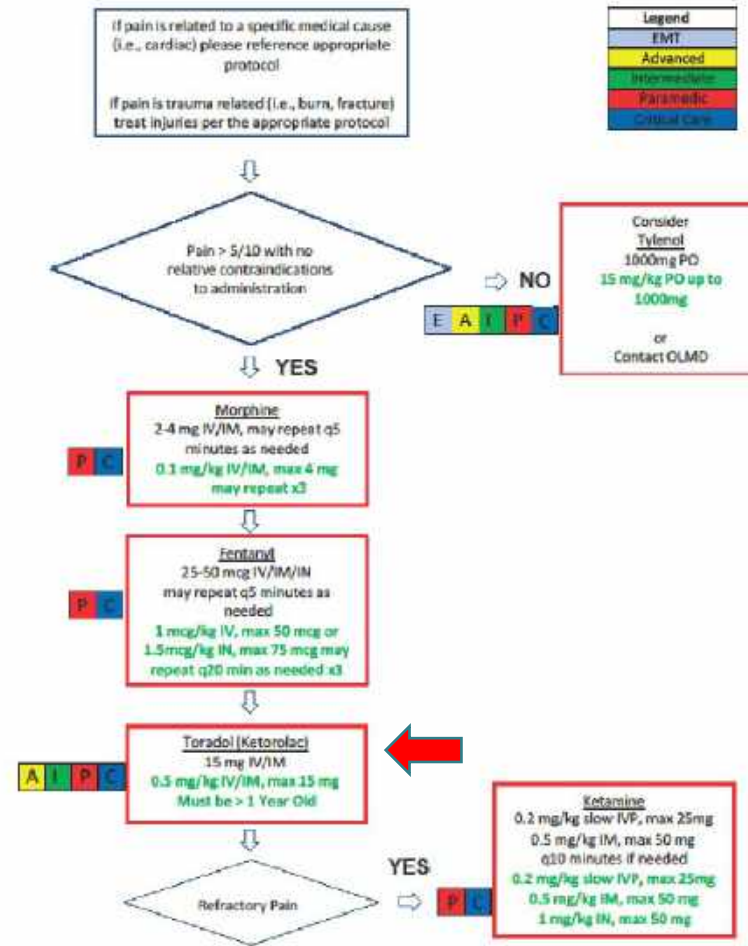 If pain is related to a specific medical cause
(i.e., cardiac) please reference appropriate
protocol
If pain is trauma related (i.e., burn, fracture)
treat injuries per the appropriate protocol
Legend
EMT
Advanced
Intermediate
Paramedic
Critical Care
Pain > 5/10 with no
relative contraindications
to administration
NO
E A I P C
Consider
Tylenol
1000mg PO
15 mg/kg PO up to
1000mg
or
Contact OLMD
YES
Morphine
2-4 mg IV/IM, may repeat q5
minutes as needed
0.1 mg/kg IV/IM, max 4 mg
may repeat x3
P C
Fentanyl
25-50 mcg IV/IM/IN
may repeat q5 minutes as
needed
1 mcg/kg IV, max 50 mcg or
1.5mcg/kg IN, max 75 mcg may
repeat q20 min as needed x3
P C
Toradol (Ketorolac)
15 mg IV/IM
0.5 mg/kg IV/IM, max 15 mg
Must be > 1 Year Old
A I P C
Refractory Pain
YES
P C
Ketamine
0.2 mg/kg slow IVP, max 25mg
0.5 mg/kg IM, max 50 mg
q10 minutes if needed
0.2 mg/kg slow IVP, max 25mg
0.5 mg/kg IM, max 50 mg
1 mg/kg IN, max 50 mg